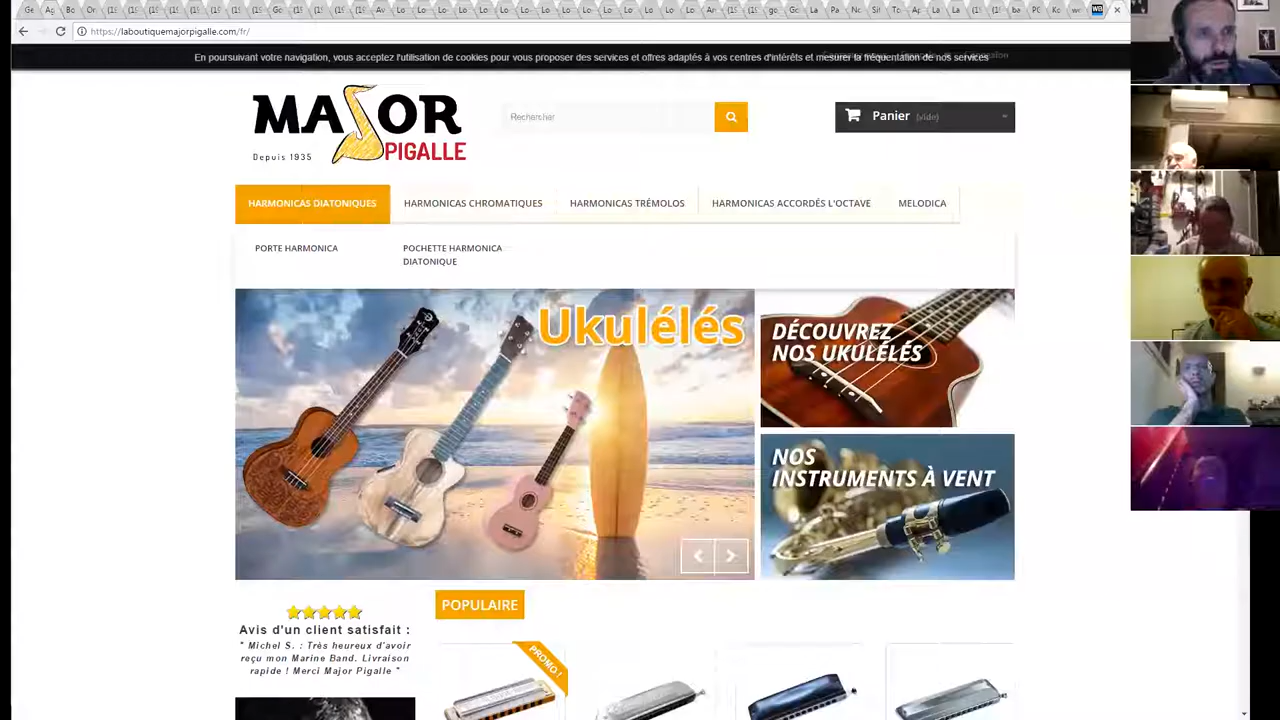 https://laboutiquemajorpigalle.com/fr/
En poursuivant votre navigation, vous acceptez l'utilisation de cookies pour vous proposer des services et offres adaptés à vos centres d'intérêts et mesurer la fréquentation de nos services
MAJOR
PIGALLE
Depuis 1935
Rechercher
Panier (vide)
HARMONICAS DIATONIQUES
HARMONICAS CHROMATIQUES
HARMONICAS TRÉMOLOS
HARMONICAS ACCORDÉS L'OCTAVE
MELODICA
PORTE HARMONICA
POCHETTE HARMONICA
DIATONIQUE
Ukulélés
DÉCOUVREZ
NOS UKULÉLÉS
NOS
INSTRUMENTS À VENT
POPULAIRE
Avis d'un client satisfait :
" Michel S. : Très heureux d'avoir
reçu mon Marine Band. Livraison
rapide ! Merci Major Pigalle "
PROMO !